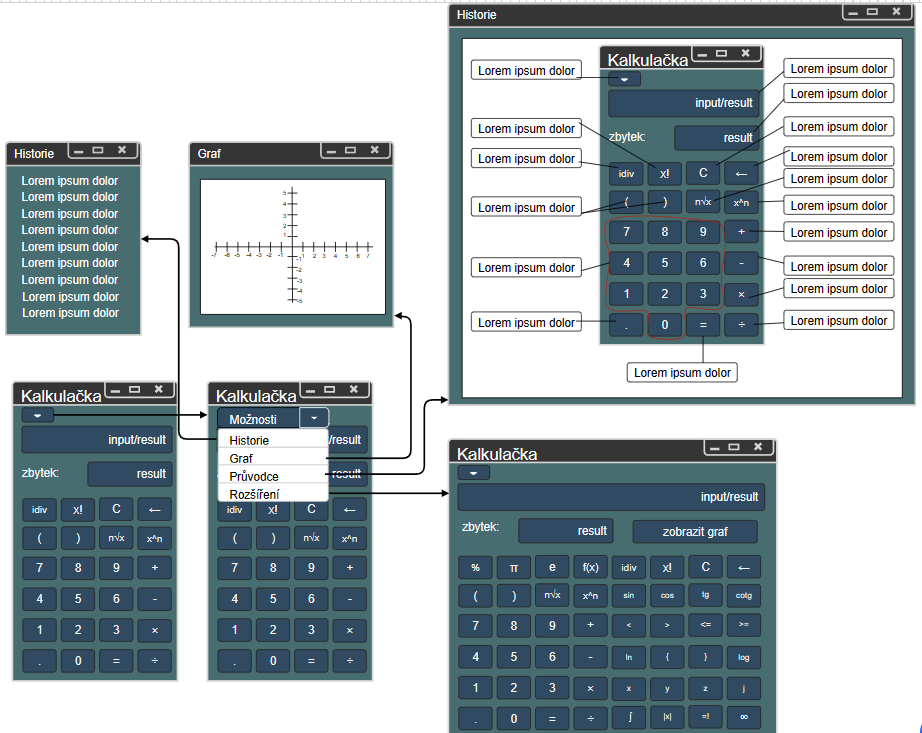 Historie
Kalkulačka
Lorem ipsum dolor
input/result
Lorem ipsum dolor
Lorem ipsum dolor
Lorem ipsum dolor
zbytek:
result
Lorem ipsum dolor
Lorem ipsum dolor
idiv x! C ←
Lorem ipsum dolor
Lorem ipsum dolor
Lorem ipsum dolor
( ) n√x x^n
Lorem ipsum dolor
7 8 9 +
Lorem ipsum dolor
Lorem ipsum dolor
4 5 6 -
Lorem ipsum dolor
1 2 3 ×
Lorem ipsum dolor
Lorem ipsum dolor
. 0 = ÷
Lorem ipsum dolor
Lorem ipsum dolor
Historie
Lorem ipsum dolor
Lorem ipsum dolor
Lorem ipsum dolor
Lorem ipsum dolor
Lorem ipsum dolor
Lorem ipsum dolor
Lorem ipsum dolor
Lorem ipsum dolor
Lorem ipsum dolor
Graf
5
4
3
2
1
-7 -6 -5 -4 -3 -2 -1 1 2 3 4 5 6 7
-1
-2
-3
-4
-5
Kalkulačka
input/result
zbytek:
result
idiv x! C ←
( ) n√x x^n
7 8 9 +
4 5 6 -
1 2 3 ×
. 0 = ÷
Kalkulačka
Možnosti
Historie
/result
Graf
Průvodce
result
Rozšíření
idiv x! C ←
( ) n√x x^n
7 8 9 +
4 5 6 -
1 2 3 ×
. 0 = ÷
Kalkulačka
input/result
zbytek:
result
zobrazit graf
% π e f(x) idiv x! C ←
( ) n√x x^n sin cos tg cotg
7 8 9 + < > <= >=
4 5 6 - ln { } log
1 2 3 × x y z j
. 0 = ÷ ∫ |x| =! ∞